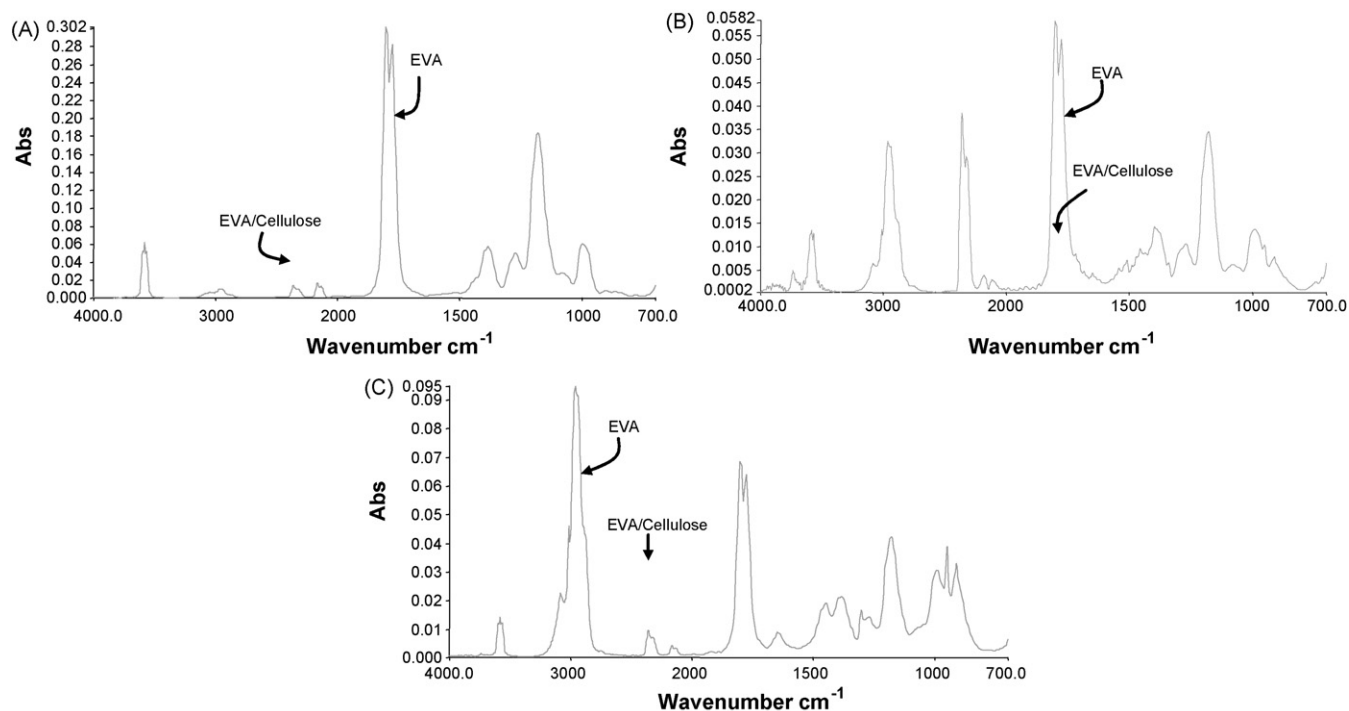 (A)
0.302
0.28
0.26
0.24
0.22
0.20
0.18
0.16
0.14
0.12
0.10
0.08
0.06
0.04
0.02
0.000
Abs
EVA
EVA/Cellulose
4000.0 3000 2000 1500 1000 700.0
Wavenumber cm-1
(B)
0.0582
0.055
0.050
0.045
0.040
0.035
0.030
0.025
0.020
0.015
0.010
0.005
0.0002
Abs
EVA
EVA/Cellulose
4000.0 3000 2000 1500 1000 700.0
Wavenumber cm-1
(C)
0.095
0.09
0.08
0.07
0.06
0.05
0.04
0.03
0.02
0.01
0.000
Abs
EVA
EVA/Cellulose
4000.0 3000 2000 1500 1000 700.0
Wavenumber cm-1